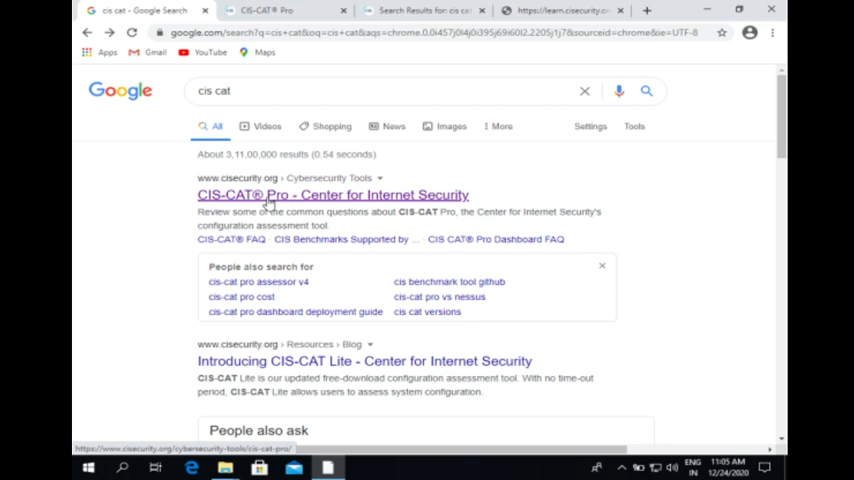 cis cat - Google Search
CIS-CAT® Pro
Search Results for: cis cat
https://learn.cisecurity.org
google.com/search?q=cis+cat&oq=cis+cat&aqs=chrome.0.0i457j0l4j0i395j69i60l2.2205j1j7&sourceid=chrome&ie=UTF-8
Apps Gmail YouTube Maps
Google
cis cat
All Videos Shopping News Images More Settings Tools
About 3,11,00,000 results (0.54 seconds)
www.cisecurity.org › Cybersecurity Tools
CIS-CAT® Pro - Center for Internet Security
Review some of the common questions about CIS-CAT Pro, the Center for Internet Security's
configuration assessment tool.
CIS-CAT® FAQ · CIS Benchmarks Supported by ... · CIS CAT® Pro Dashboard FAQ
People also search for
cis-cat pro assessor v4 cis benchmark tool github
cis-cat pro cost cis-cat pro vs nessus
cis-cat pro dashboard deployment guide cis cat versions
www.cisecurity.org › Resources › Blog
Introducing CIS-CAT Lite - Center for Internet Security
CIS-CAT Lite is our updated free-download configuration assessment tool. With no time-out
period, CIS-CAT Lite allows users to assess system configuration.
People also ask
https://www.cisecurity.org/cybersecurity-tools/cis-cat-pro/
ENG
IN
11:05 AM
12/24/2020